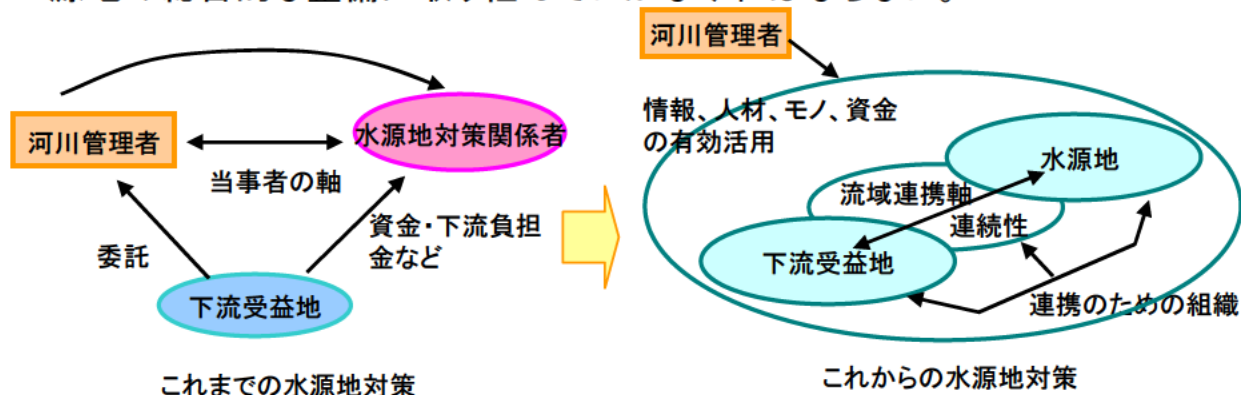 河川管理者
水源地対策関係者
当事者の軸
委託
資金・下流負担
金など
下流受益地
これまでの水源地対策
河川管理者
情報、人材、モノ、資金
の有効活用
水源地
流域連携軸
連続性
下流受益地
連携のための組織
これからの水源地対策